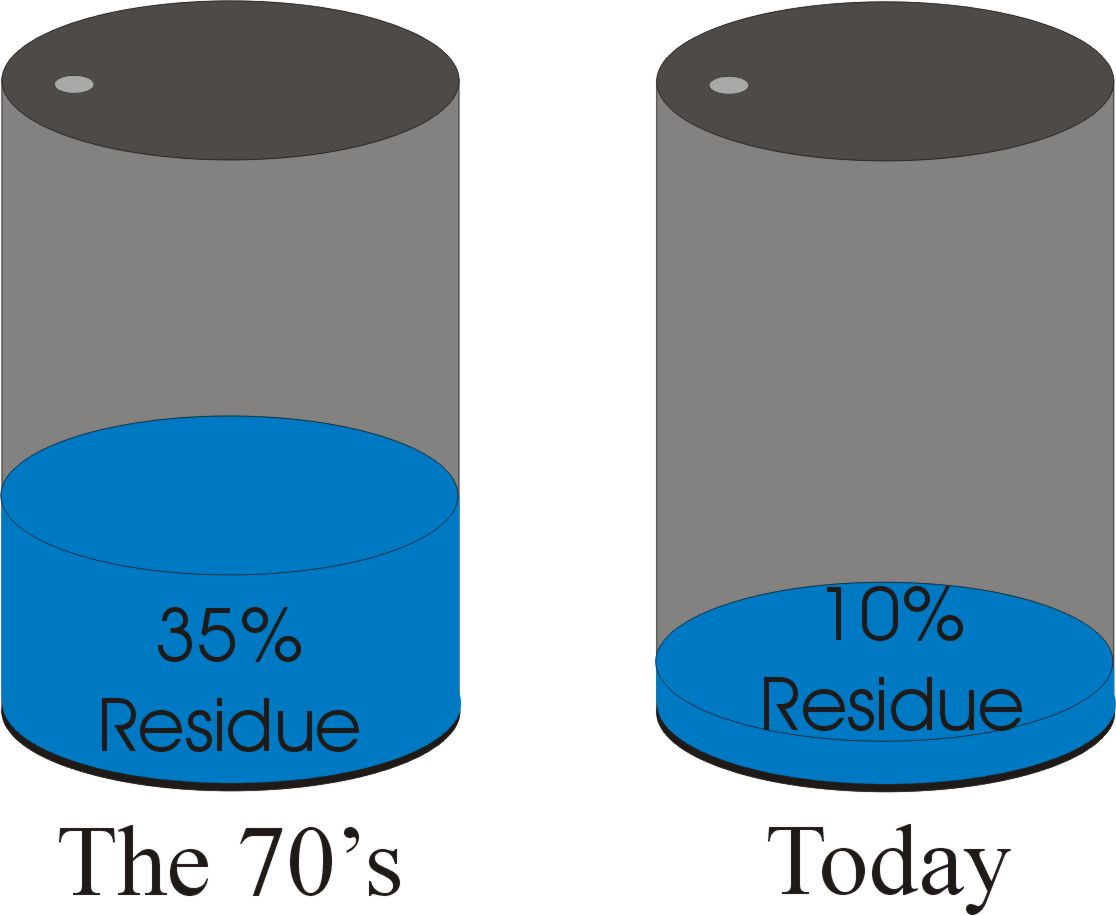 35%
Residue
The 70’s
10%
Residue
Today